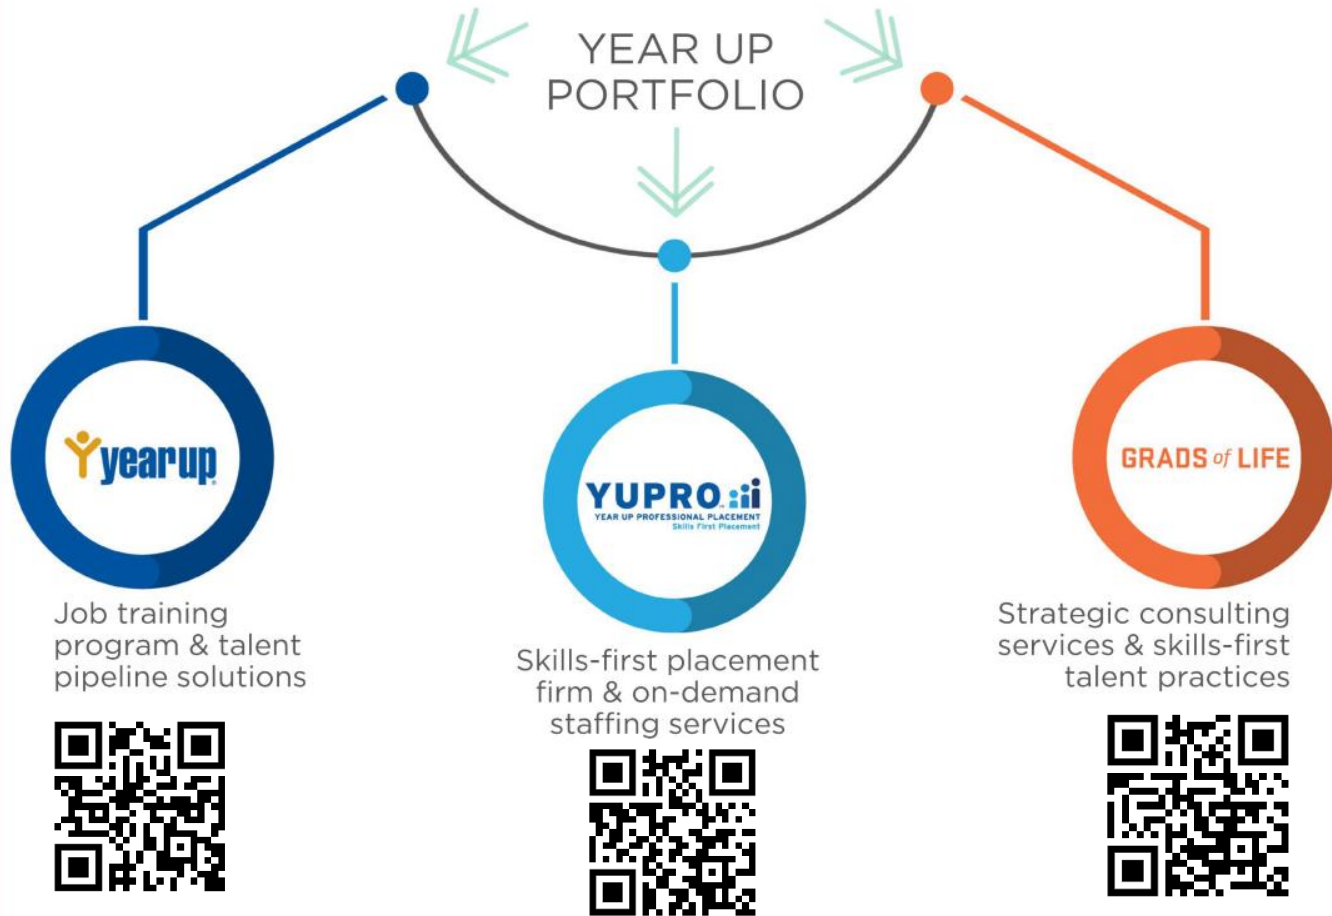 YEAR UP
PORTFOLIO
yearup
Job training
program & talent
pipeline solutions
YUPRO
YEAR UP PROFESSIONAL PLACEMENT
Skills First Placement
Skills-first placement
firm & on-demand
staffing services
GRADS of LIFE
Strategic consulting
services & skills-first
talent practices